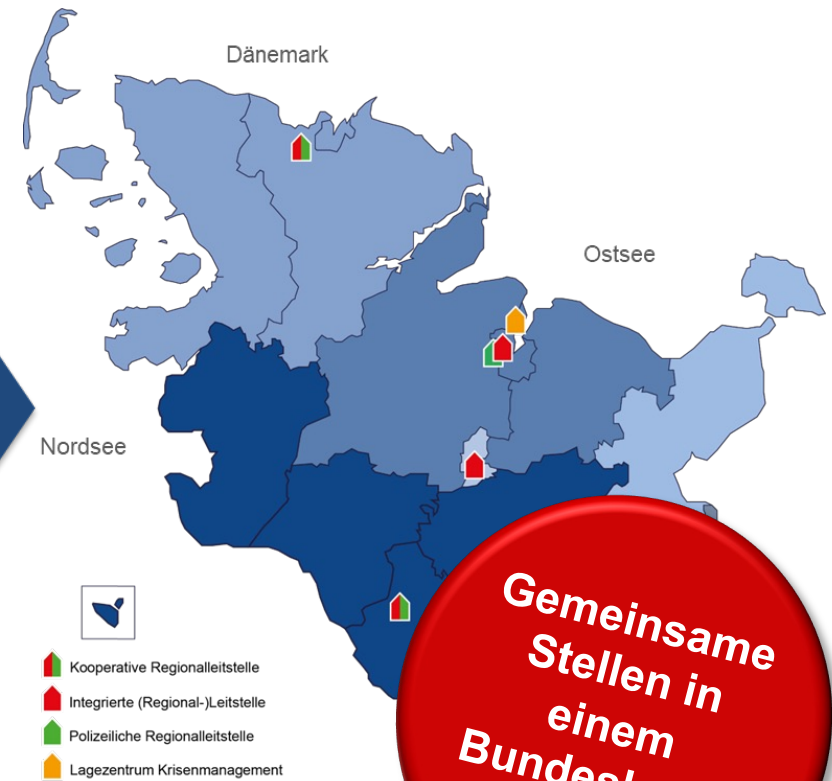 Dänemark
Ostsee
Nordsee
Kooperative Regionalleitstelle
Integrierte (Regional-)Leitstelle
Polizeiliche Regionalleitstelle
Lagezentrum Krisenmanagement
Gemeinsame
Stellen in
einem